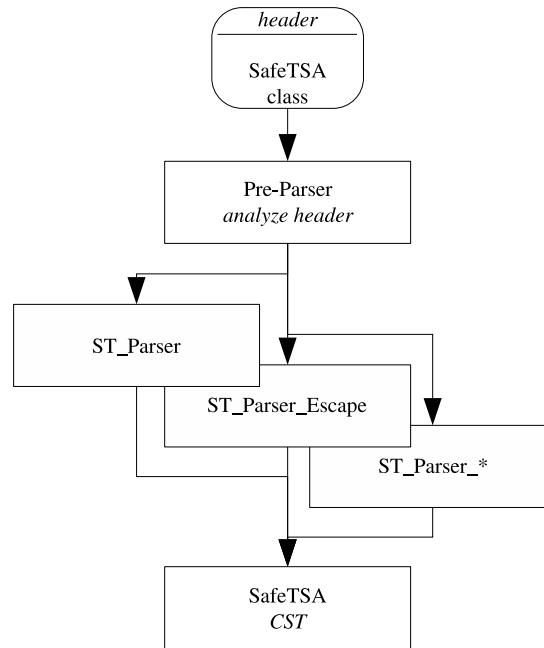 header
SafeTSA
class
Pre-Parser
analyze header
ST_Parser
ST_Parser_Escape
ST_Parser_*
SafeTSA
CST